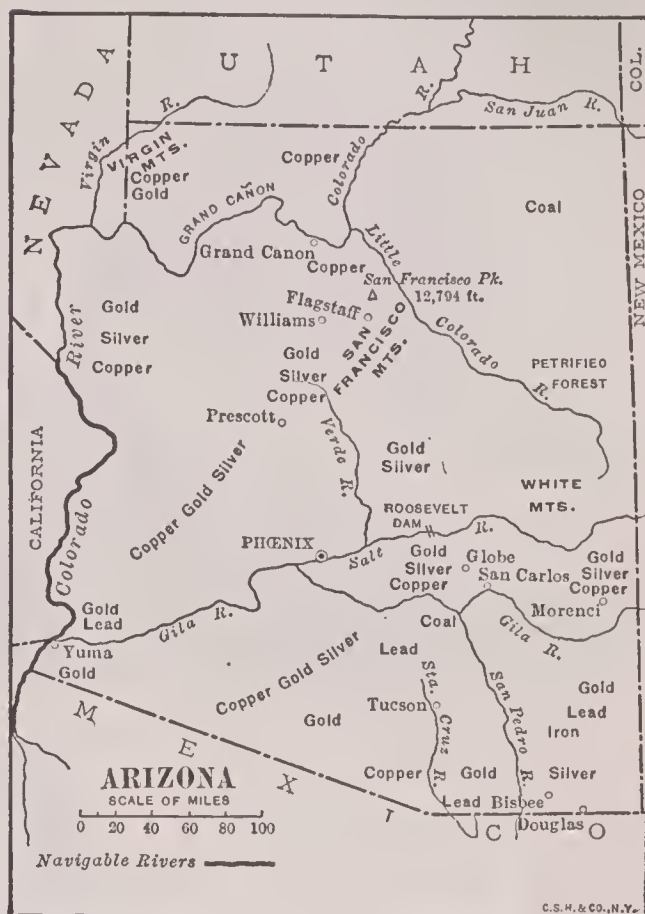 U T A H
COL.
NEVADA
Virgin R.
San Juan R.
VIRGIN MTS.
Copper
Colorado R.
Copper
Gold
GRAND CAÑON
Coal
NEW MEXICO
Grand Canon
Copper
Little Colorado R.
San Francisco Pk.
12,794 ft.
Gold
Silver
Copper
River
Williams
Flagstaff
SAN FRANCISCO MTS.
Gold
Silver
Copper
PETRIFIED
FOREST
Prescott
Verde R.
CALIFORNIA
Copper Gold Silver
Gold
Silver
WHITE
MTS.
Colorado
ROOSEVELT
DAM
PHŒNIX
Salt R.
Gold
Silver
Copper
Globe
San Carlos
Gold
Silver
Copper
Morenci
Gold
Lead
Gila R.
Coal
Gila R.
Yuma
Gold
Copper Gold Silver
Lead
Sta. Cruz R.
San Pedro R.
Gold
Lead
Iron
Tucson
Gold
Copper
Gold
Silver
Lead
Bisbee
Douglas
M E X I C O
ARIZONA
SCALE OF MILES
0 20 40 60 80 100
Navigable Rivers
C.S.H. & CO., N.Y.